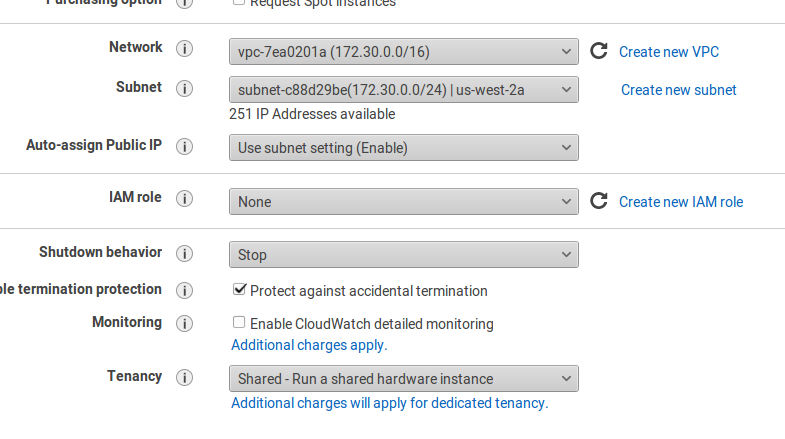 Purchasing option Request Spot instances
Network i vpc-7ea0201a (172.30.0.0/16) Create new VPC
Subnet i subnet-c88d29be(172.30.0.0/24) | us-west-2a Create new subnet
251 IP Addresses available
Auto-assign Public IP i Use subnet setting (Enable)
IAM role i None Create new IAM role
Shutdown behavior i Stop
ble termination protection i Protect against accidental termination
Monitoring i Enable CloudWatch detailed monitoring
Additional charges apply.
Tenancy i Shared - Run a shared hardware instance
Additional charges will apply for dedicated tenancy.